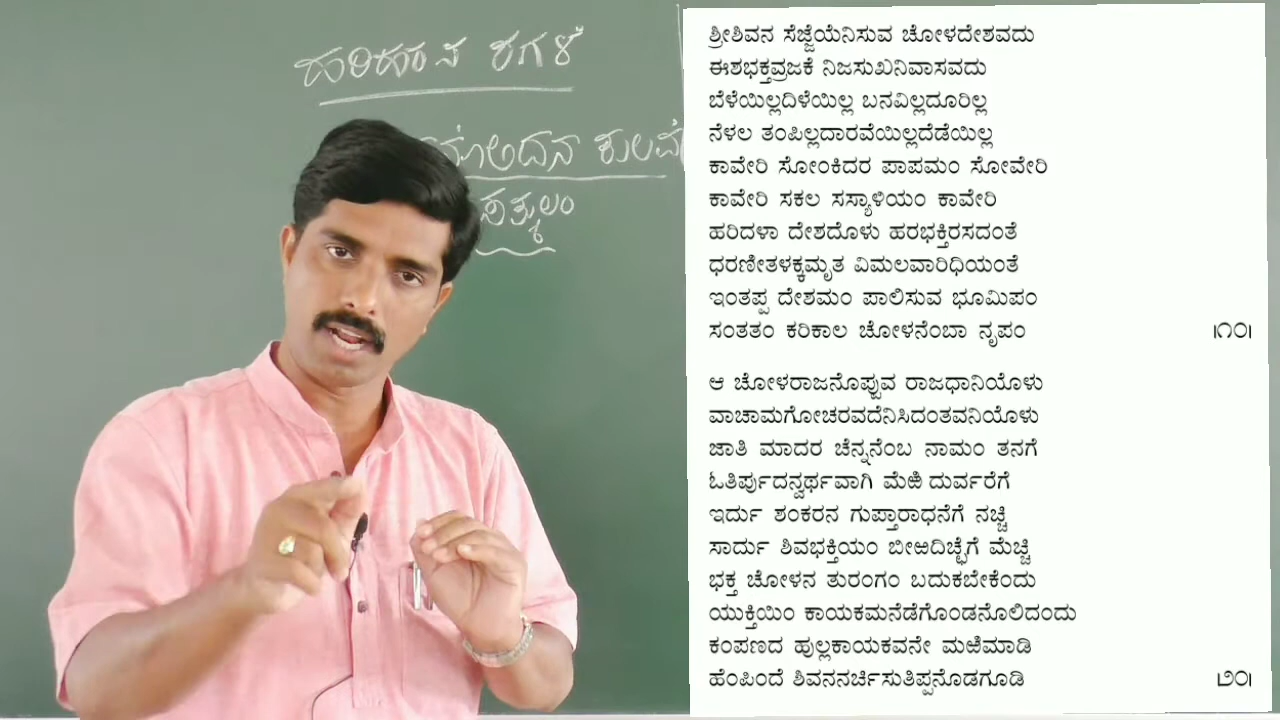 ಹರಿಹರನ ರಗಳೆ
ಕುಲವೆ
ಸತ್ಕುಲಂ
ಶ್ರೀಶಿವನ ಸೆಜ್ಜೆಯೆನಿಸುವ ಚೋಳದೇಶವದು
ಈಶಭಕ್ತವ್ರಜಕೆ ನಿಜಸುಖನಿವಾಸವದು
ಬೆಳೆಯಿಲ್ಲದಿಳೆಯಿಲ್ಲ ಬನವಿಲ್ಲದೂರಿಲ್ಲ
ನೆಳಲ ತಂಪಿಲ್ಲದಾರವೆಯಿಲ್ಲದೆಡೆಯಿಲ್ಲ
ಕಾವೇರಿ ಸೋಂಕಿದರ ಪಾಪಮಂ ಸೋವೇರಿ
ಕಾವೇರಿ ಸಕಲ ಸಸ್ಯಾಳಿಯಂ ಕಾವೇರಿ
ಹರಿದಳಾ ದೇಶದೊಳು ಹರಭಕ್ತಿರಸದಂತೆ
ಧರಣೀತಳಕ್ಕಮೃತ ವಿಮಲವಾರಿಧಿಯಂತೆ
ಇಂತಪ್ಪ ದೇಶಮಂ ಪಾಲಿಸುವ ಭೂಮಿಪಂ
ಸಂತತಂ ಕರಿಕಾಲ ಚೋಳನೆಂಬಾ ನೃಪಂ ।೧೦।
ಆ ಚೋಳರಾಜನೊಪ್ಪುವ ರಾಜಧಾನಿಯೊಳು
ವಾಚಾಮಗೋಚರವದೆನಿಸಿದಂತವನಿಯೊಳು
ಜಾತಿ ಮಾದರ ಚೆನ್ನನೆಂಬ ನಾಮಂ ತನಗೆ
ಓತಿರ್ಪುದನ್ವರ್ಥವಾಗಿ ಮೆಱೆ ದುರ್ವರೆಗೆ
ಇರ್ದು ಶಂಕರನ ಗುಪ್ತಾರಾಧನೆಗೆ ನಚ್ಚಿ
ಸಾರ್ದು ಶಿವಭಕ್ತಿಯಂ ಬೀಱದಿಚ್ಛೆಗೆ ಮೆಚ್ಚಿ
ಭಕ್ತ ಚೋಳನ ತುರಂಗಂ ಬದುಕಬೇಕೆಂದು
ಯುಕ್ತಿಯಿಂ ಕಾಯಕಮನೆಡೆಗೊಂಡನೊಲಿದಂದು
ಕಂಪಣದ ಹುಲ್ಲಕಾಯಕವನೇ ಮಱೆಮಾಡಿ
ಹೆಂಪಿಂದೆ ಶಿವನನರ್ಚಿಸುತಿಪ್ಪನೊಡಗೂಡಿ ।೨೦।